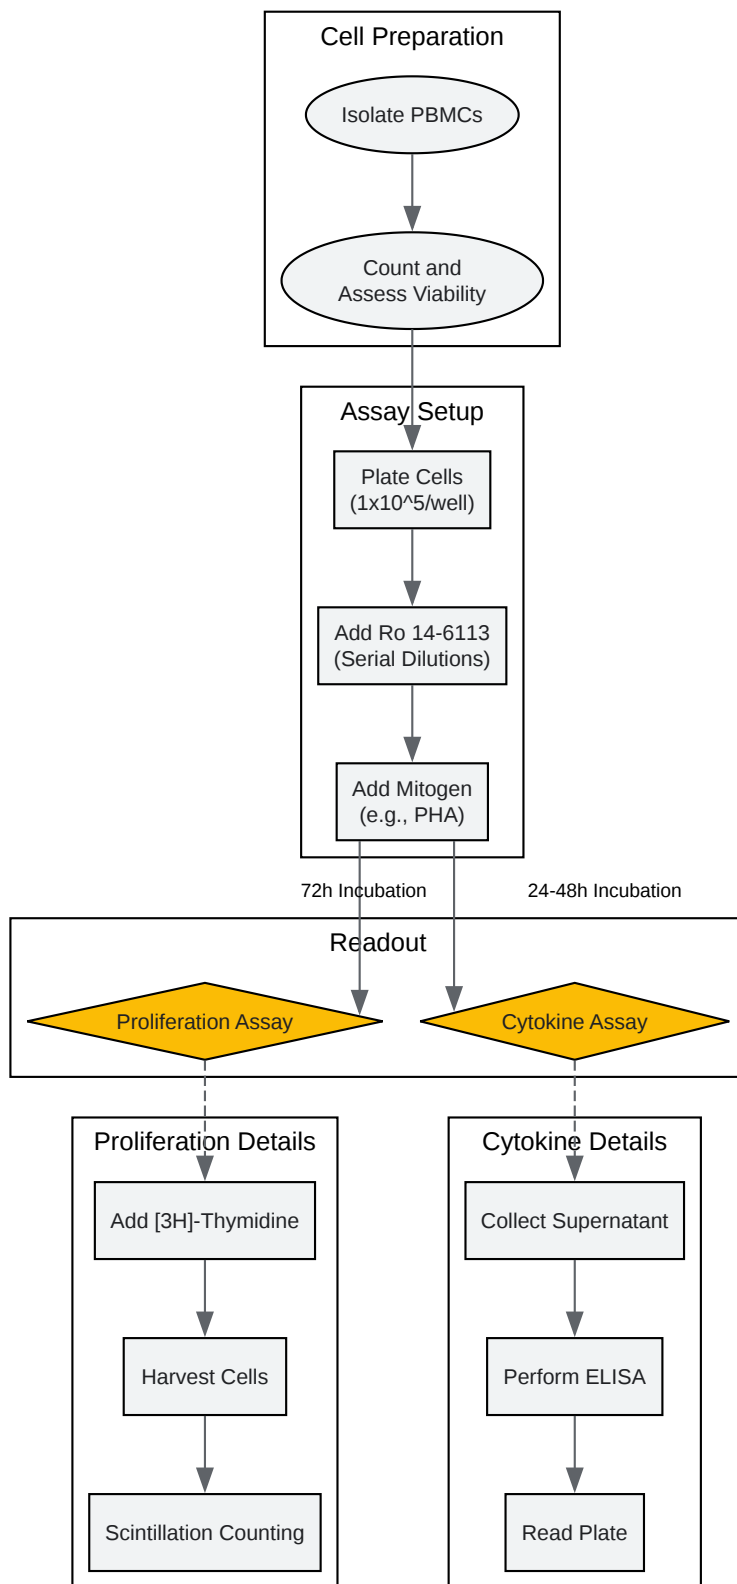 Cell Preparation
Isolate PBMCs
Count and
Assess Viability
Assay Setup
Plate Cells
(1x10^5/well)
Add Ro 14-6113
(Serial Dilutions)
Add Mitogen
(e.g., PHA)
72h Incubation
24-48h Incubation
Readout
Proliferation Assay
Cytokine Assay
Proliferation Details
Add [3H]-Thymidine
Harvest Cells
Scintillation Counting
Cytokine Details
Collect Supernatant
Perform ELISA
Read Plate